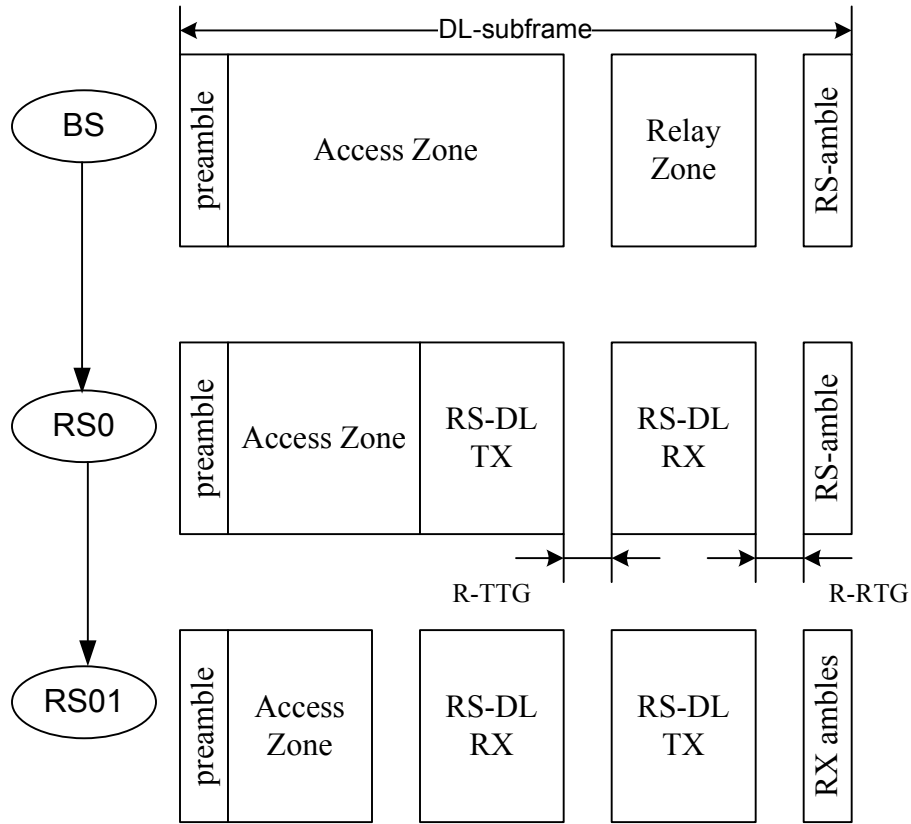 DL-subframe
BS
preamble
Access Zone
Relay
Zone
RS-amble
RS0
preamble
Access Zone
RS-DL
TX
RS-DL
RX
RS-amble
R-TTG
R-RTG
RS01
preamble
Access
Zone
RS-DL
RX
RS-DL
TX
RX ambles